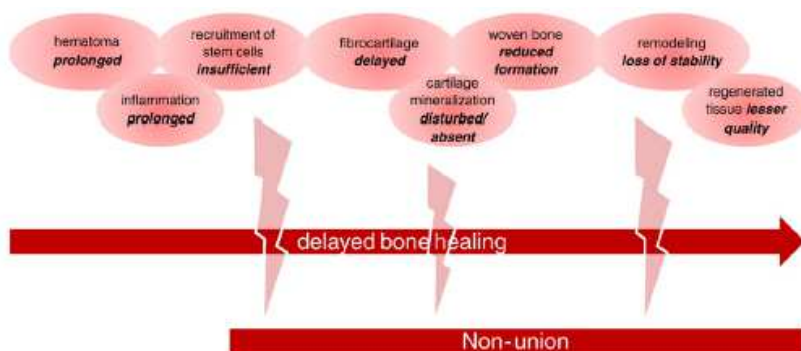 hematoma
prolonged
inflammation
prolonged
recruitment of
stem cells
insufficient
fibrocartilage
delayed
cartilage
mineralization
disturbed/
absent
woven bone
reduced
formation
remodeling
loss of stability
regenerated
tissue lesser
quality
delayed bone healing
Non-union